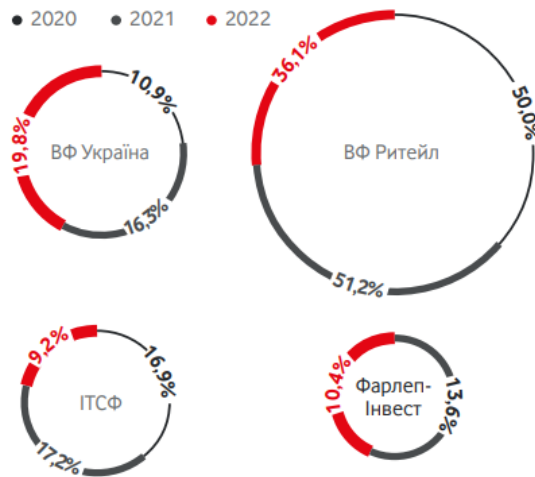 2020 2021 2022
10,9%
16,3%
19,8%
ВФ Україна
50,0%
51,2%
36,1%
ВФ Ритейл
16,9%
17,2%
9,2%
ІТСФ
13,6%
10,4%
Фарлеп-
Інвест